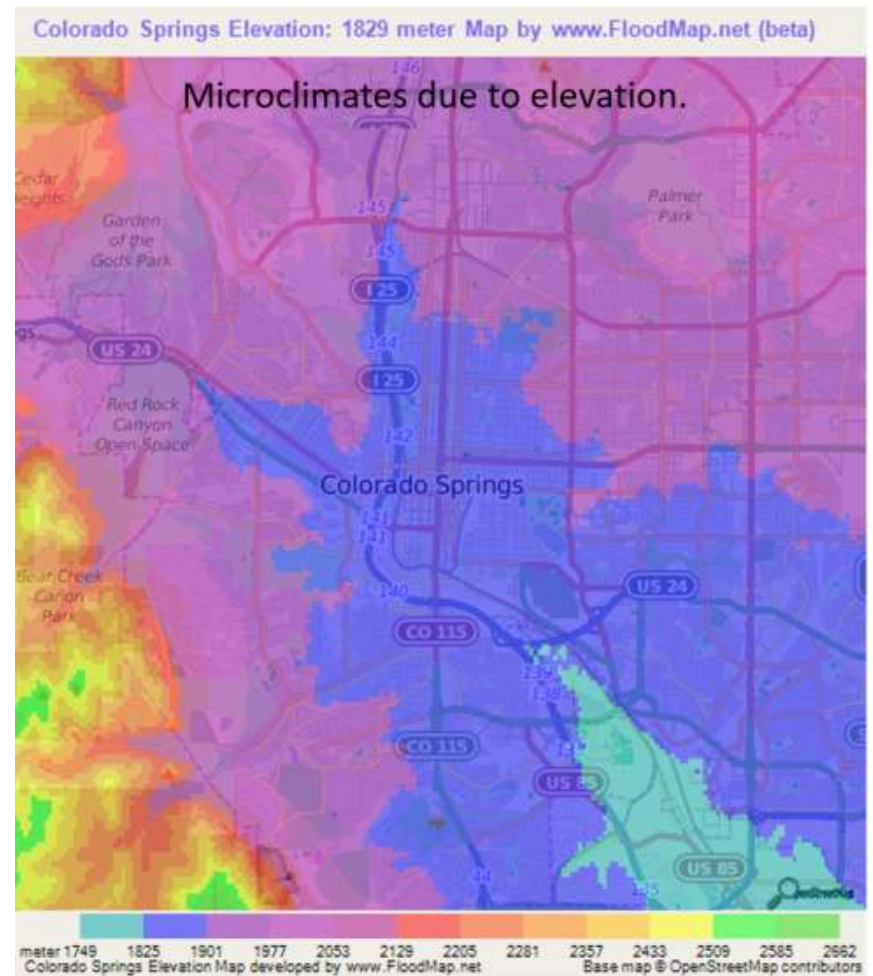 Colorado Springs Elevation: 1829 meter Map by www.FloodMap.net (beta)
Microclimates due to elevation.
146
Cedar
Heights
Garden
of the
Gods Park
Palmer
Park
145
145
I 25
144
gs
US 24
I 25
Red Rock
Canyon
Open Space
142
Colorado Springs
141
141
Bear Creek
Cañon
Park
140
US 24
CO 115
139
138
CO 115
US 85
US 85
44
135
meter 1749 1825 1901 1977 2053 2129 2205 2281 2357 2433 2509 2585 2662
Colorado Springs Elevation Map developed by www.FloodMap.net
Base map © OpenStreetMap contributors